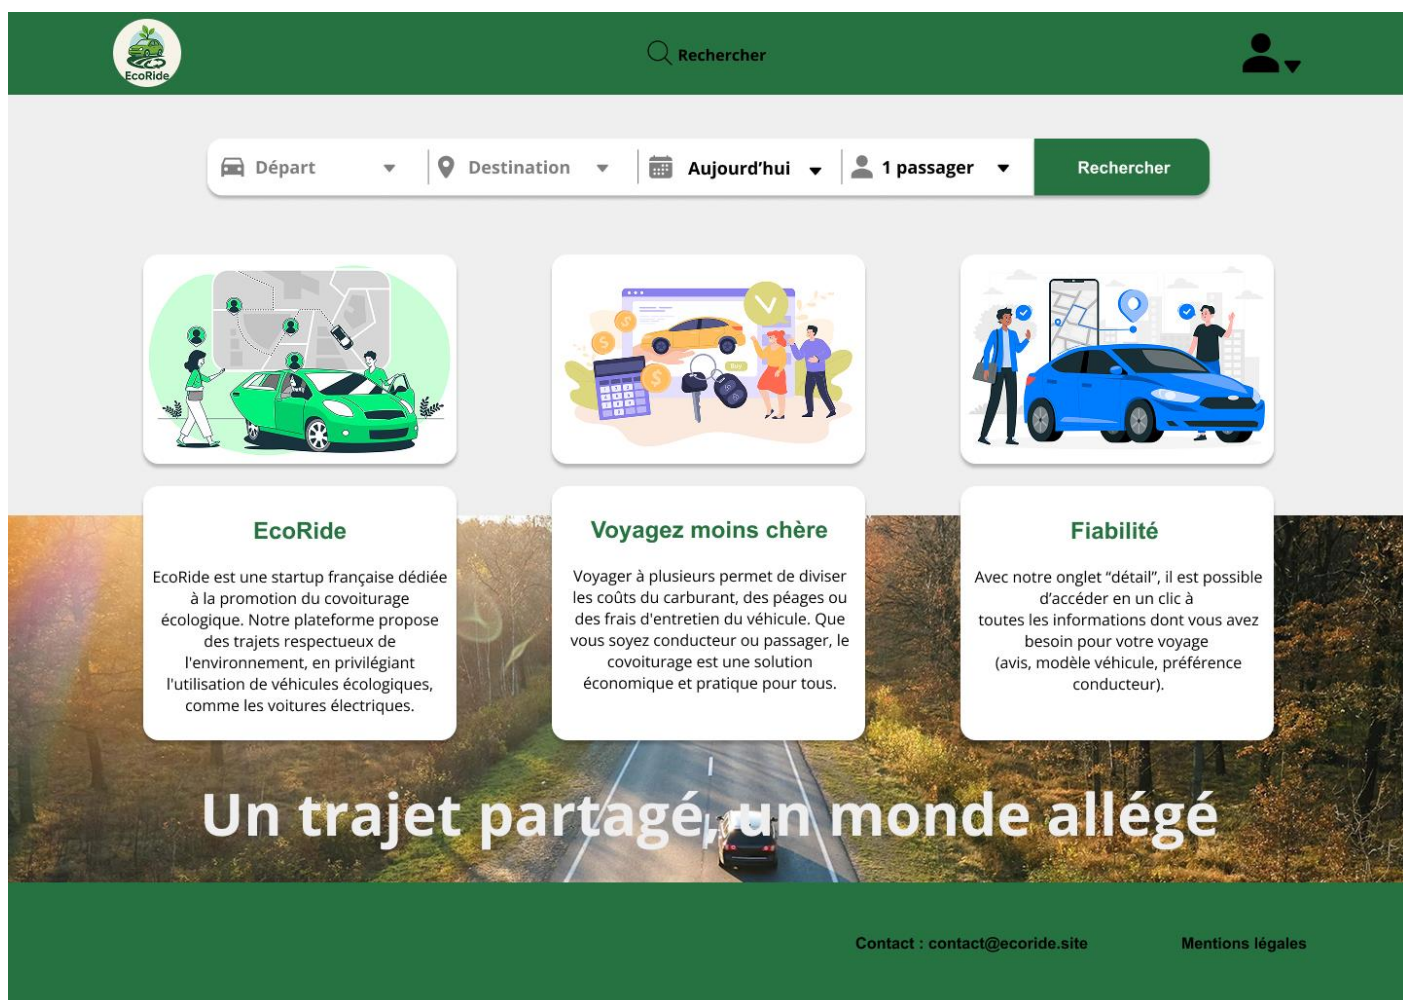 EcoRide
Rechercher
Départ
Destination
Aujourd'hui
1 passager
Rechercher
EcoRide
EcoRide est une startup française dédiée
à la promotion du covoiturage
écologique. Notre plateforme propose
des trajets respectueux de
l'environnement, en privilégiant
l'utilisation de véhicules écologiques,
comme les voitures électriques.
Voyagez moins chère
Voyager à plusieurs permet de diviser
les coûts du carburant, des péages ou
des frais d'entretien du véhicule. Que
vous soyez conducteur ou passager, le
covoiturage est une solution
économique et pratique pour tous.
Fiabilité
Avec notre onglet “détail”, il est possible
d’accéder en un clic à
toutes les informations dont vous avez
besoin pour votre voyage
(avis, modèle véhicule, préférence
conducteur).
Un trajet partagé, un monde allégé
Contact : contact@ecoride.site
Mentions légales